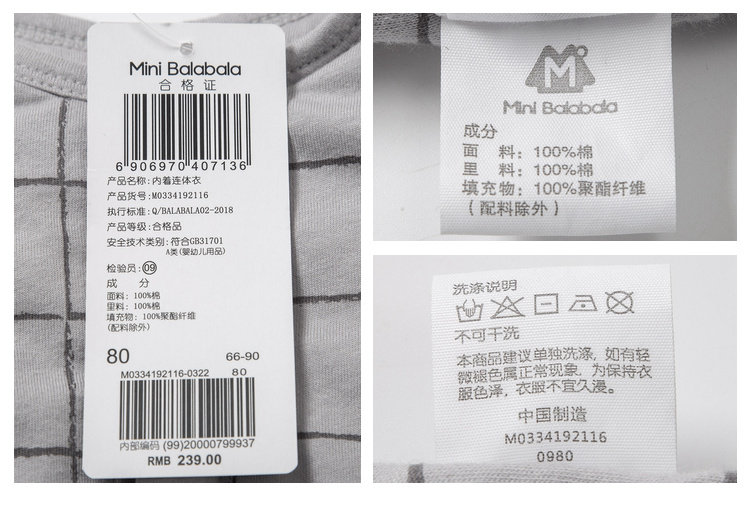 Mini Balabala
合格证
6 906970 407136
产品名称: 内着连体衣
产品货号: M0334192116
执行标准: Q/BALABALA02-2018
产品等级: 合格品
安全技术类别: 符合GB31701
A类(婴幼儿用品)
检验员: 09
成 分
面料: 100%棉
里料: 100%棉
填充物: 100%聚酯纤维
(配料除外)
80 66-90
M0334192116-0322 80
内部编码 (99)20000799937
RMB 239.00
M
Mini Balabala
成分
面 料: 100%棉
里 料: 100%棉
填充物: 100%聚酯纤维
(配料除外)
洗涤说明
不可干洗
本商品建议单独洗涤, 如有轻
微褪色属正常现象, 为保持衣
服色泽, 衣服不宜久浸。
中国制造
M0334192116
0980